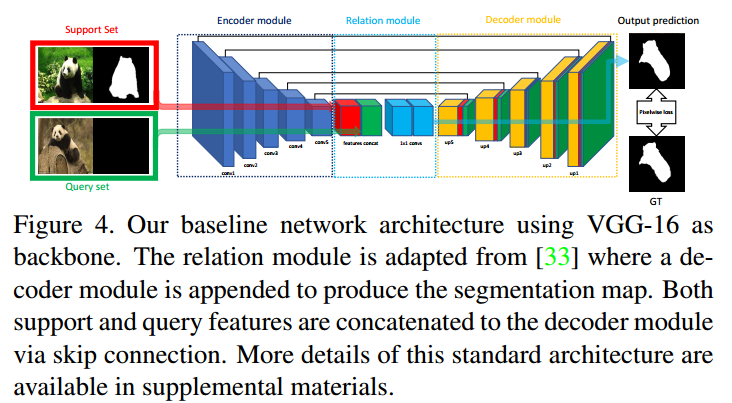 Support Set
Encoder module
Relation module
Decoder module
Output prediction
conv1
conv2
conv3
conv4
conv5
features concat
1x1 convs
up5
up4
up3
up2
up1
Pixelwise loss
Query set
GT
Figure 4. Our baseline network architecture using VGG-16 as
backbone. The relation module is adapted from [33] where a de-
coder module is appended to produce the segmentation map. Both
support and query features are concatenated to the decoder module
via skip connection. More details of this standard architecture are
available in supplemental materials.